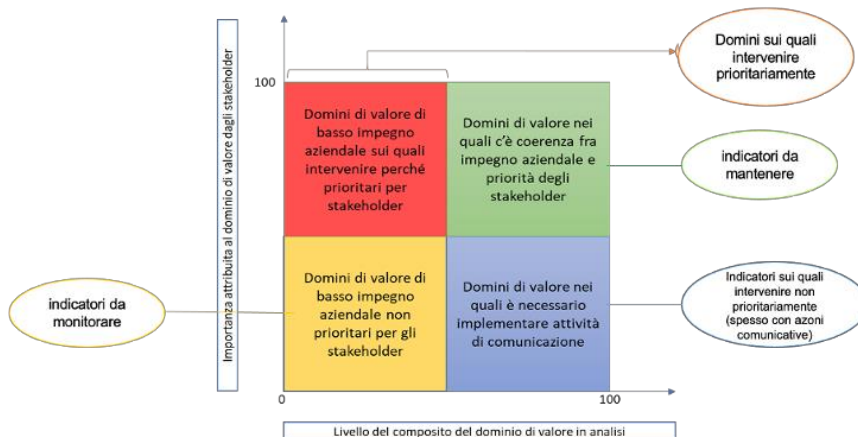 Domini sui quali
intervenire
prioritariamente
100
Domini di valore di
basso impegno
aziendale sui quali
intervenire perché
prioritari per
stakeholder
Domini di valore nei
quali c'è coerenza fra
impegno aziendale e
priorità degli
stakeholder
indicatori da
mantenere
Importanza attribuita al dominio di valore dagli stakeholder
indicatori da
monitorare
Domini di valore di
basso impegno
aziendale non
prioritari per gli
stakeholder
Domini di valore nei
quali è necessario
implementare attività
di comunicazione
Indicatori sui quali
intervenire non
prioritariamente
(spesso con azoni
comunicative)
0
100
Livello del composito del dominio di valore in analisi